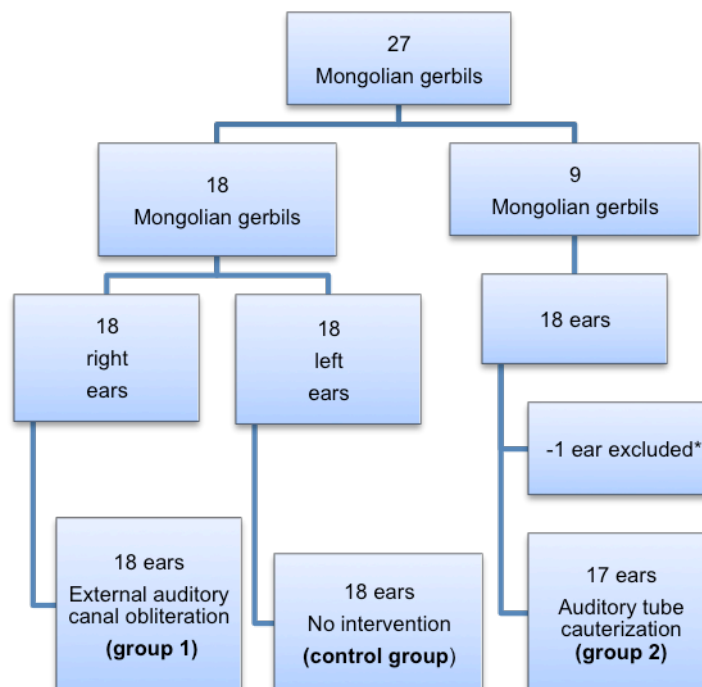 27
Mongolian gerbils
18
Mongolian gerbils
9
Mongolian gerbils
18
right
ears
18
left
ears
18 ears
-1 ear excluded*
18 ears
External auditory
canal obliteration
(group 1)
18 ears
No intervention
(control group)
17 ears
Auditory tube
cauterization
(group 2)